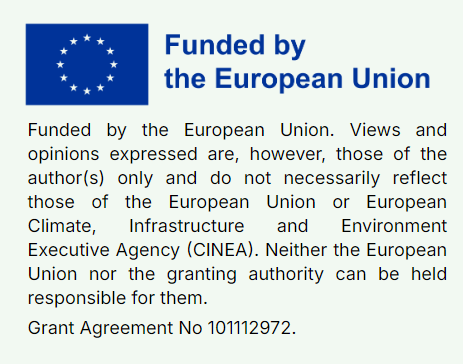 Funded by
the European Union
Funded by the European Union. Views and
opinions expressed are, however, those of the
author(s) only and do not necessarily reflect
those of the European Union or European
Climate, Infrastructure and Environment
Executive Agency (CINEA). Neither the European
Union nor the granting authority can be held
responsible for them.
Grant Agreement No 101112972.